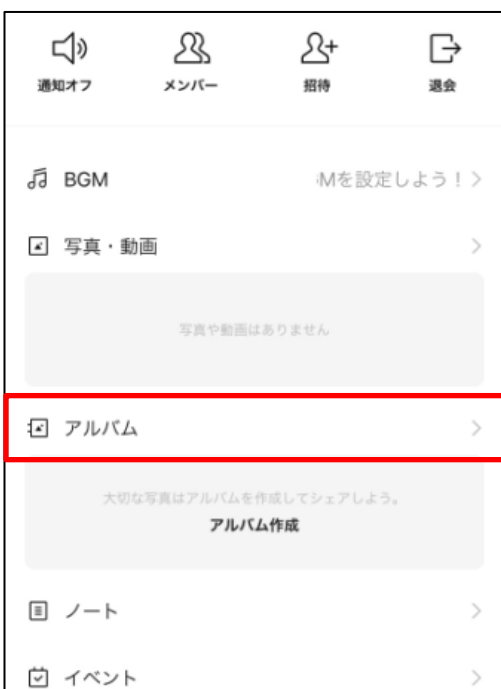 通知オフ メンバー 招待 退会
BGM Mを設定しよう！
写真・動画
写真や動画はありません
アルバム
大切な写真はアルバムを作成してシェアしよう。
アルバム作成
ノート
イベント